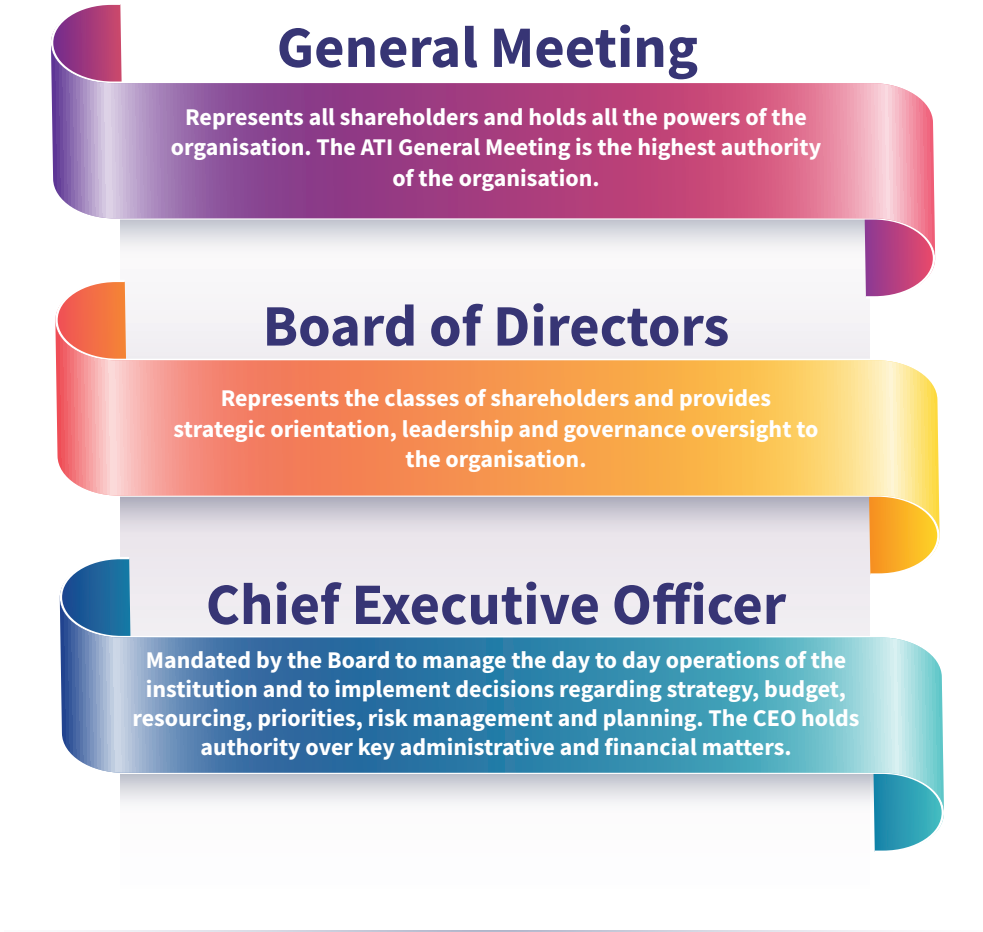 General Meeting
Represents all shareholders and holds all the powers of the
organisation. The ATI General Meeting is the highest authority
of the organisation.
Board of Directors
Represents the classes of shareholders and provides
strategic orientation, leadership and governance oversight to
the organisation.
Chief Executive Officer
Mandated by the Board to manage the day to day operations of the
institution and to implement decisions regarding strategy, budget,
resourcing, priorities, risk management and planning. The CEO holds
authority over key administrative and financial matters.